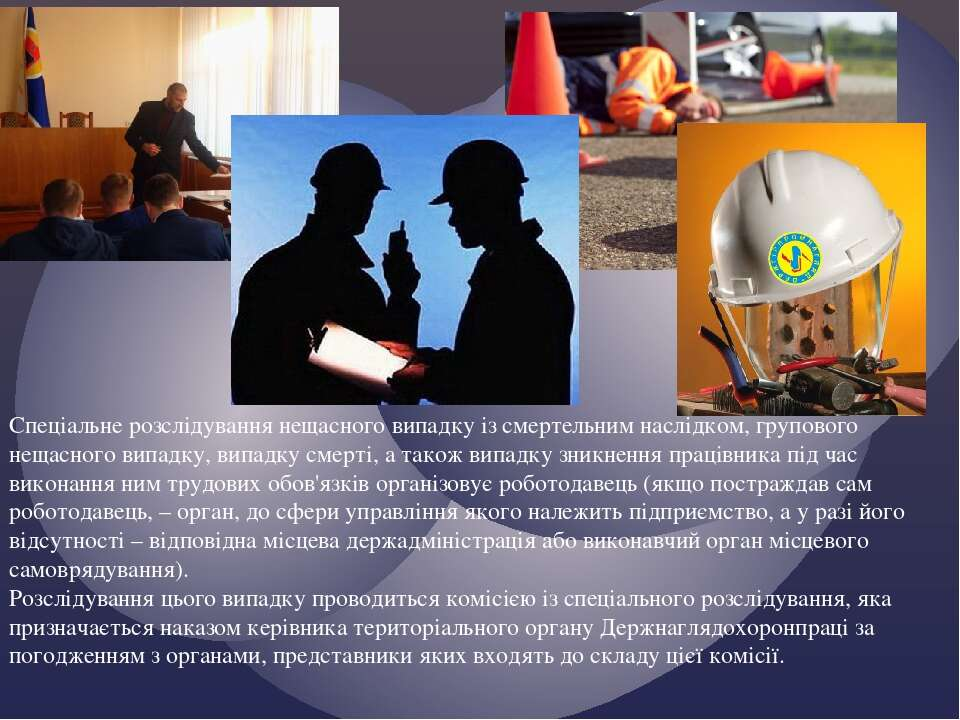 Спеціальне розслідування нещасного випадку із смертельним наслідком, групового
нещасного випадку, випадку смерті, а також випадку зникнення працівника під час
виконання ним трудових обов'язків організовує роботодавець (якщо постраждав сам
роботодавець, – орган, до сфери управління якого належить підприємство, а у разі його
відсутності – відповідна місцева держадміністрація або виконавчий орган місцевого
самоврядування).
Розслідування цього випадку проводиться комісією із спеціального розслідування, яка
призначається наказом керівника територіального органу Держнаглядохоронпраці за
погодженням з органами, представники яких входять до складу цієї комісії.